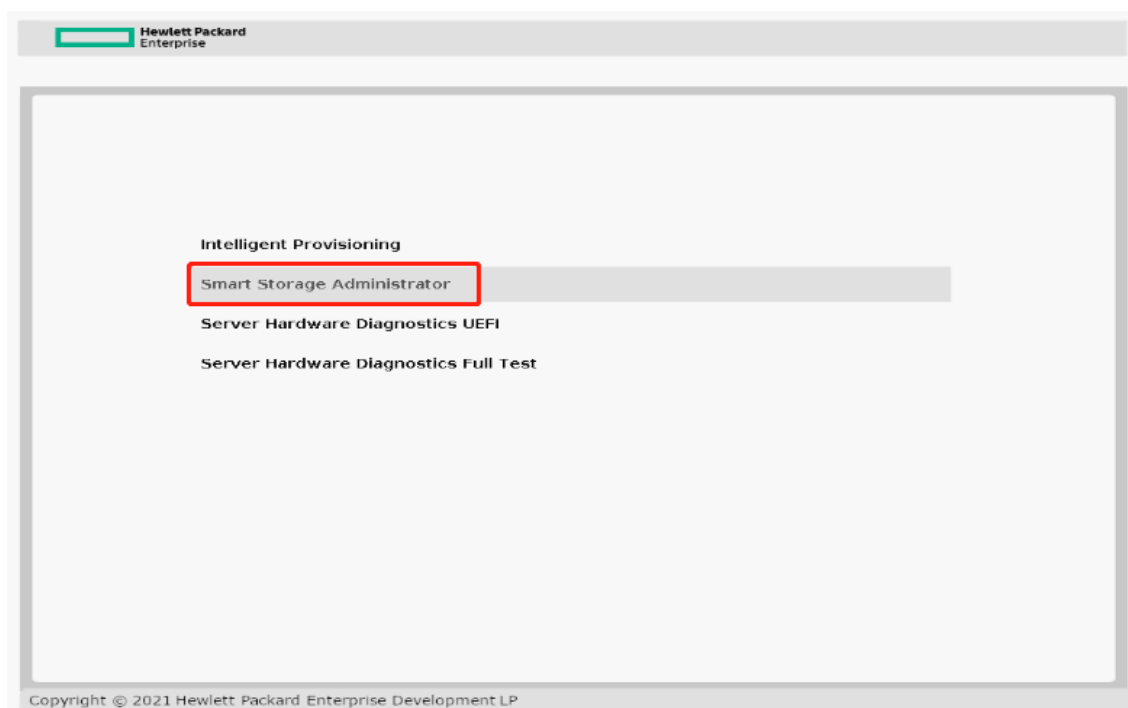 Hewlett Packard
Enterprise
Intelligent Provisioning
Smart Storage Administrator
Server Hardware Diagnostics UEFI
Server Hardware Diagnostics Full Test
Copyright © 2021 Hewlett Packard Enterprise Development LP